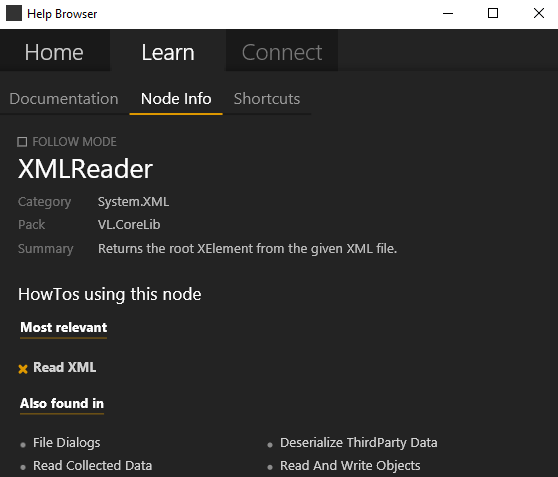 Help Browser
Home Learn Connect
Documentation Node Info Shortcuts
FOLLOW MODE
XMLReader
Category System.XML
Pack VL.CoreLib
Summary Returns the root XElement from the given XML file.
HowTos using this node
Most relevant
Read XML
Also found in
File Dialogs Deserialize ThirdParty Data
Read Collected Data Read And Write Objects